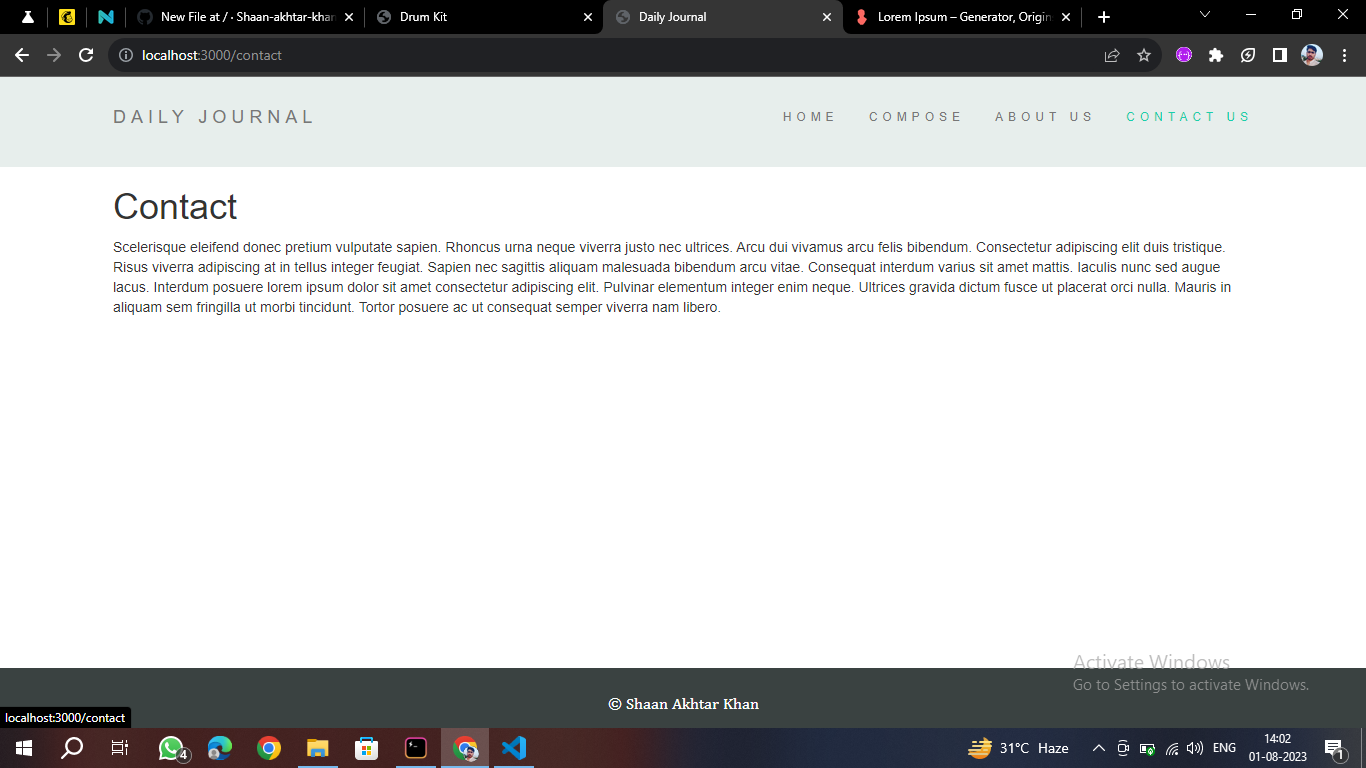 New File at / · Shaan-akhtar-khan
Drum Kit
Daily Journal
Lorem Ipsum – Generator, Origin
localhost:3000/contact
DAILY JOURNAL
HOME
COMPOSE
ABOUT US
CONTACT US
Contact
Scelerisque eleifend donec pretium vulputate sapien. Rhoncus urna neque viverra justo nec ultrices. Arcu dui vivamus arcu felis bibendum. Consectetur adipiscing elit duis tristique.
Risus viverra adipiscing at in tellus integer feugiat. Sapien nec sagittis aliquam malesuada bibendum arcu vitae. Consequat interdum varius sit amet mattis. Iaculis nunc sed augue
lacus. Interdum posuere lorem ipsum dolor sit amet consectetur adipiscing elit. Pulvinar elementum integer enim neque. Ultrices gravida dictum fusce ut placerat orci nulla. Mauris in
aliquam sem fringilla ut morbi tincidunt. Tortor posuere ac ut consequat semper viverra nam libero.
Activate Windows
Go to Settings to activate Windows.
© Shaan Akhtar Khan
localhost:3000/contact
4
31°C Haze
ENG
14:02
01-08-2023
1